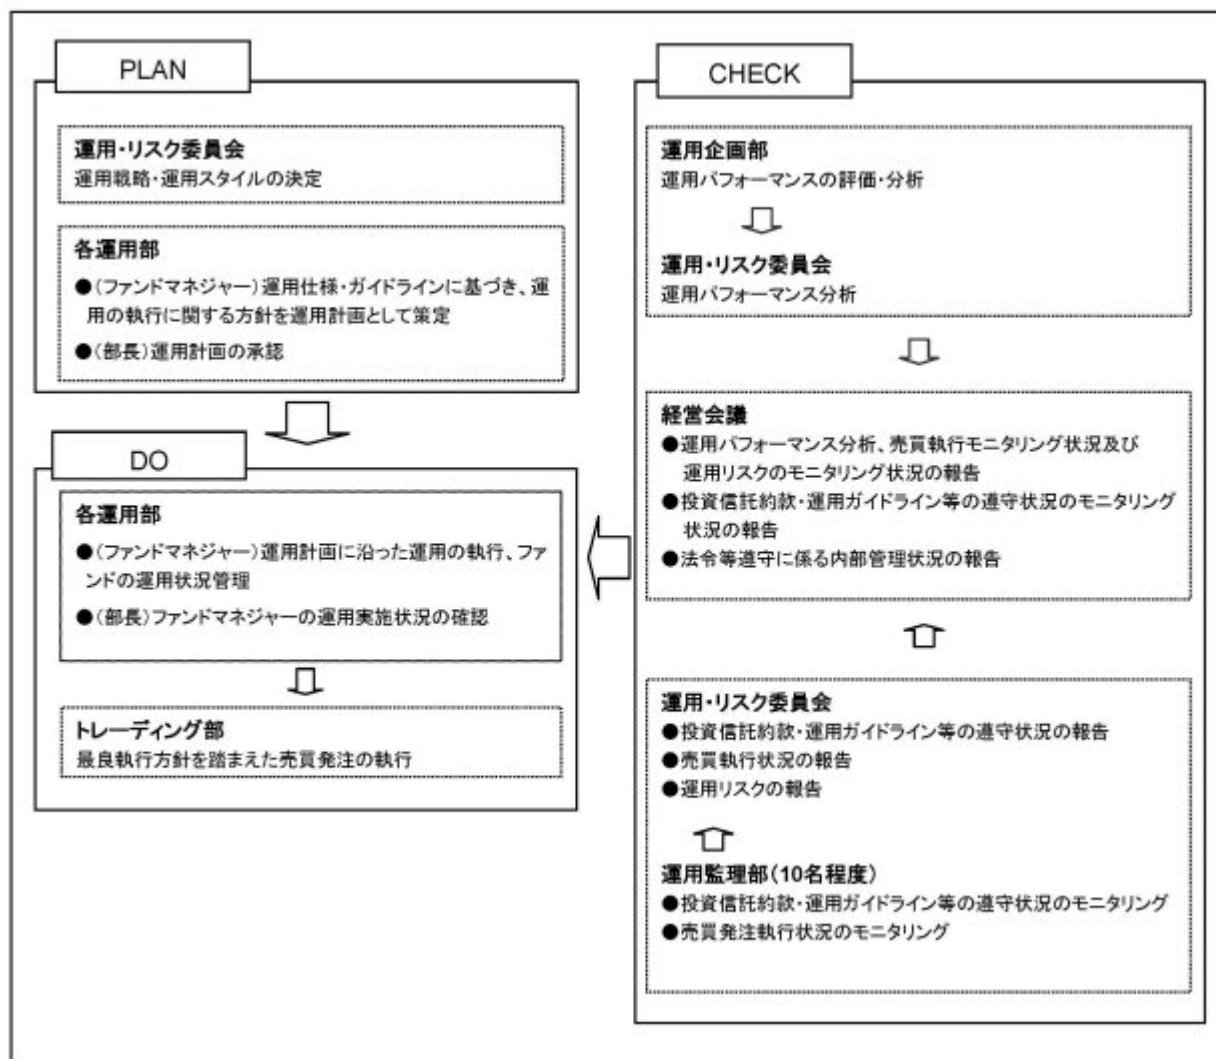 PLAN
運用・リスク委員会
運用戦略・運用スタイルの決定
各運用部
●(ファンドマネジャー)運用仕様・ガイドラインに基づき、運
用の執行に関する方針を運用計画として策定
●(部長)運用計画の承認
DO
各運用部
●(ファンドマネジャー)運用計画に沿った運用の執行、ファ
ンドの運用状況管理
●(部長)ファンドマネジャーの運用実施状況の確認
トレーディング部
最良執行方針を踏まえた売買発注の執行
CHECK
運用企画部
運用パフォーマンスの評価・分析
運用・リスク委員会
運用パフォーマンス分析
経営会議
●運用パフォーマンス分析、売買執行モニタリング状況及び
運用リスクのモニタリング状況の報告
●投資信託約款・運用ガイドライン等の遵守状況のモニタリング
状況の報告
●法令等遵守に係る内部管理状況の報告
運用・リスク委員会
●投資信託約款・運用ガイドライン等の遵守状況の報告
●売買執行状況の報告
●運用リスクの報告
運用監理部(10名程度)
●投資信託約款・運用ガイドライン等の遵守状況のモニタリング
●売買発注執行状況のモニタリング